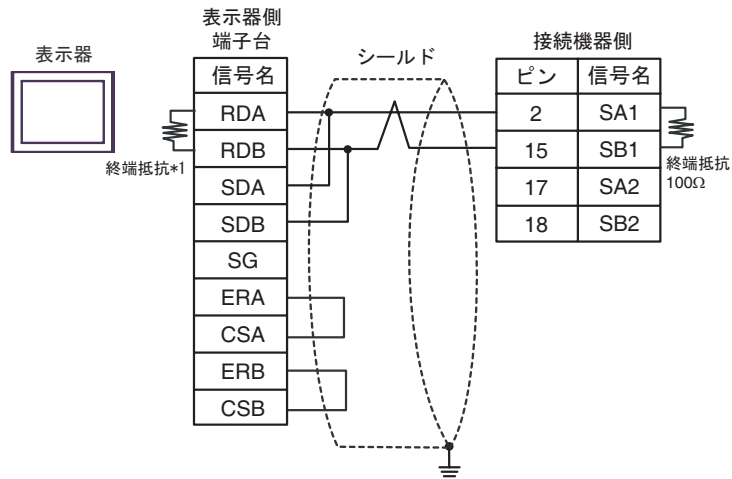 表示器
表示器側
端子台
信号名
RDA
RDB
SDA
SDB
SG
ERA
CSA
ERB
CSB
終端抵抗*1
シールド
接続機器側
ピン 信号名
2 SA1
15 SB1
17 SA2
18 SB2
終端抵抗
100Ω